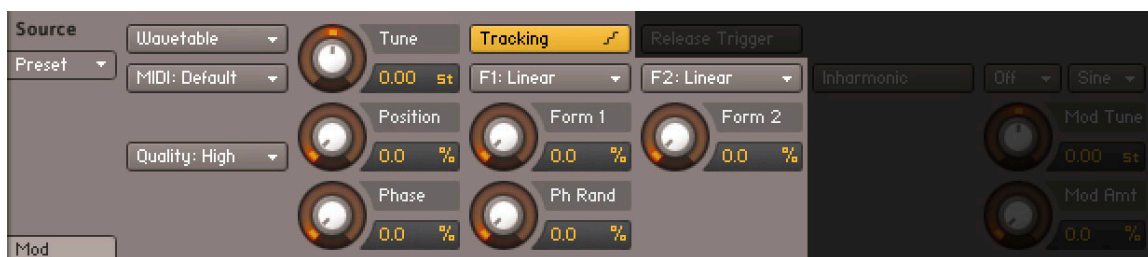 Source
Wavetable
Tune
Tracking
Release Trigger
Preset
MIDI: Default
0.00 st
F1: Linear
F2: Linear
Inharmonic
Off
Sine
Position
Form 1
Form 2
Mod Tune
Quality: High
0.0 %
0.0 %
0.0 %
0.00 st
Phase
Ph Rand
Mod Amt
Mod
0.0 %
0.0 %
0.0 %